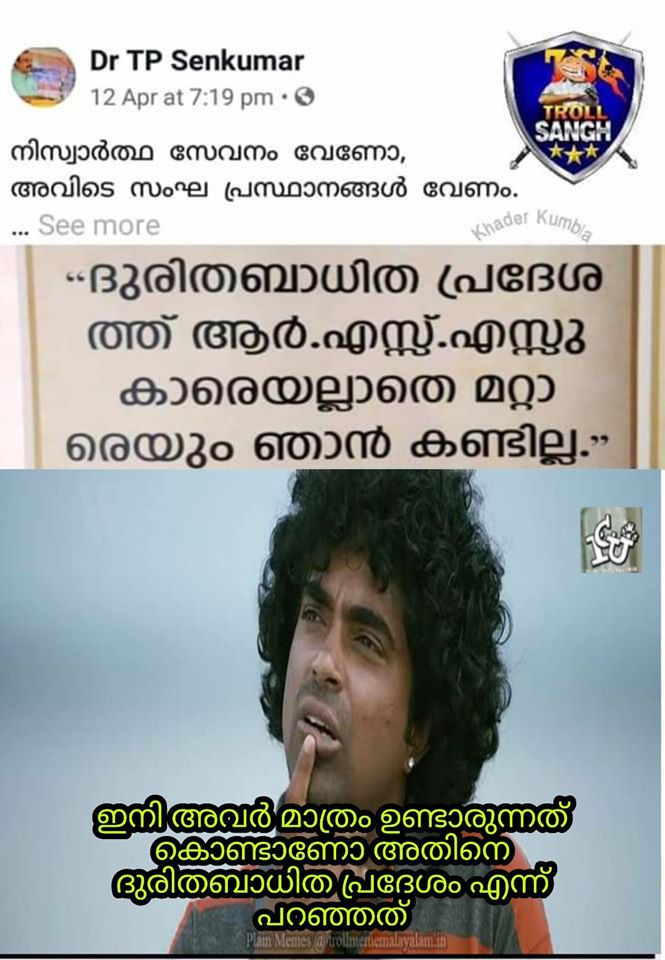 Dr TP Senkumar
12 Apr at 7:19 pm •
TROLL
SANGH
നിസ്വാർത്ഥ സേവനം വേണോ,
അവിടെ സംഘ പ്രസ്ഥാനങ്ങൾ വേണം.
... See more
Khader Kumbla
“ദുരിതബാധിത പ്രദേശ
ത്ത് ആർ.എസ്സ്.എസ്സു
കാരെയല്ലാതെ മറ്റാ
രെയും ഞാൻ കണ്ടില്ല.”
ICU
ഇനി അവർ മാത്രം ഉണ്ടാരുന്നത്
കൊണ്ടാണോ അതിനെ
ദുരിതബാധിത പ്രദേശം എന്ന്
പറഞ്ഞത്
Plain Memes @ trollmememalayalam.in